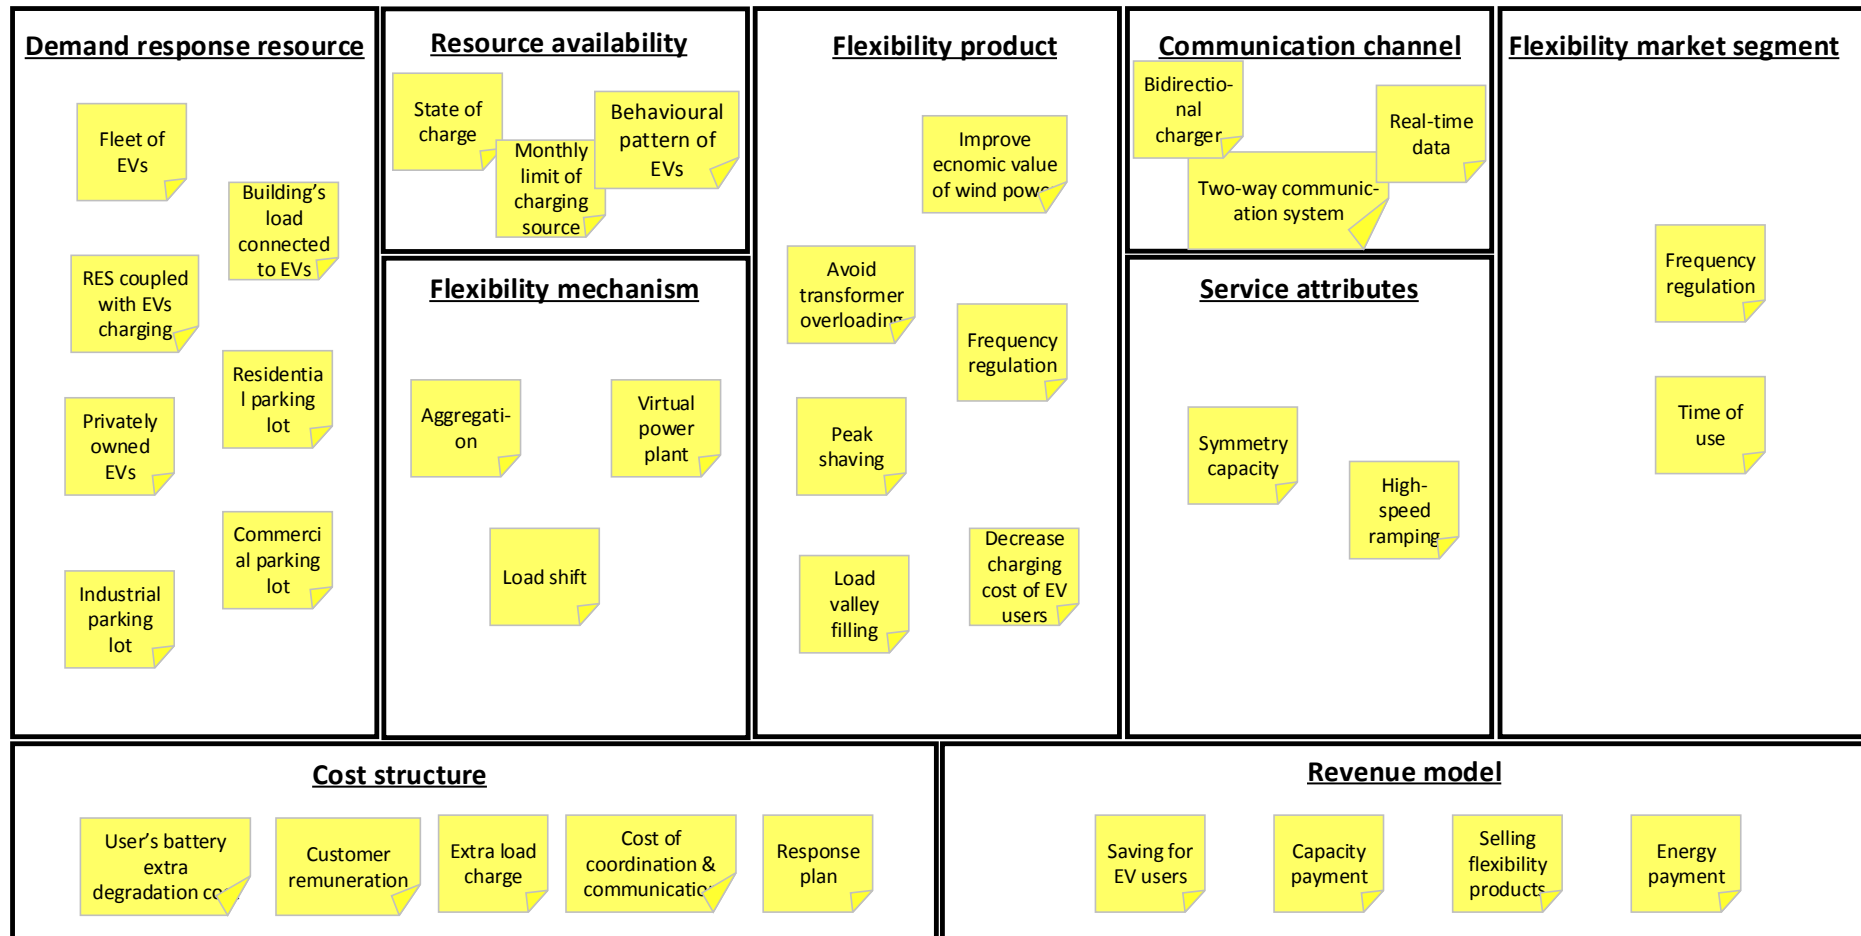 Demand response resource
Fleet of
EVs
Building's
load
connected
to EVs
RES coupled
with EVs
charging
Residentia
l parking
lot
Privately
owned
EVs
Commerci
al parking
lot
Industrial
parking
lot
Resource availability
State of
charge
Monthly
limit of
charging
source
Behavioural
pattern of
EVs
Flexibility mechanism
Aggregati-
on
Virtual
power
plant
Load shift
Flexibility product
Improve
ecnomic value
of wind power
Avoid
transformer
overloading
Frequency
regulation
Peak
shaving
Load
valley
filling
Decrease
charging
cost of EV
users
Communication channel
Bidirectio-
nal
charger
Real-time
data
Two-way communic-
ation system
Service attributes
Symmetry
capacity
High-
speed
ramping
Flexibility market segment
Frequency
regulation
Time of
use
Cost structure
User's battery
extra
degradation
Customer
remuneration
Extra load
charge
Cost of
coordination &
communication
Response
plan
Revenue model
Saving for
EV users
Capacity
payment
Selling
flexibility
products
Energy
payment